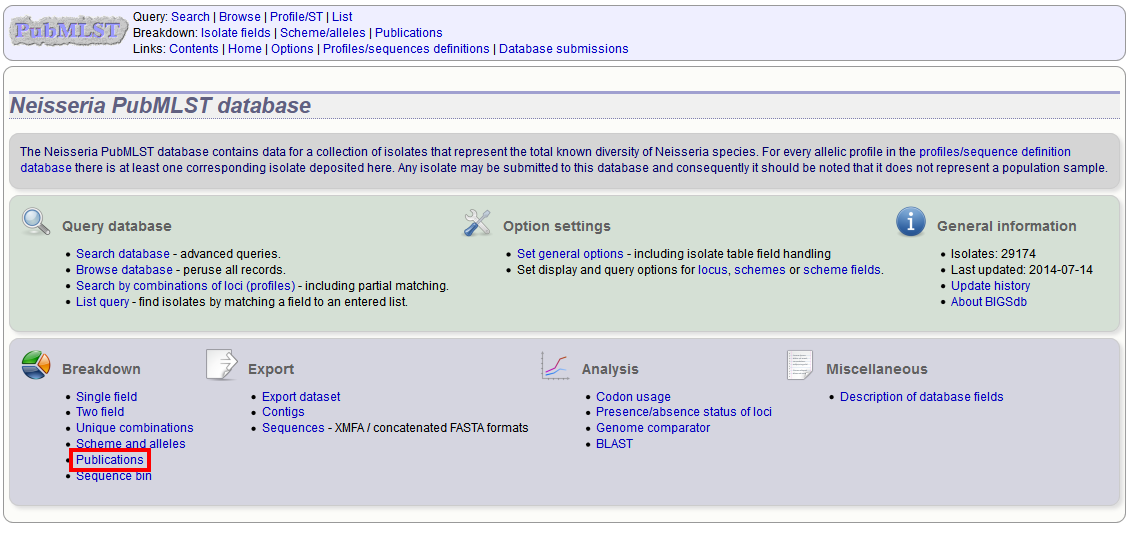 PubMLST
Query: Search | Browse | Profile/ST | List
Breakdown: Isolate fields | Scheme/alleles | Publications
Links: Contents | Home | Options | Profiles/sequences definitions | Database submissions
Neisseria PubMLST database
The Neisseria PubMLST database contains data for a collection of isolates that represent the total known diversity of Neisseria species. For every allelic profile in the profiles/sequence definition
database there is at least one corresponding isolate deposited here. Any isolate may be submitted to this database and consequently it should be noted that it does not represent a population sample.
Query database
• Search database - advanced queries.
• Browse database - peruse all records.
• Search by combinations of loci (profiles) - including partial matching.
• List query - find isolates by matching a field to an entered list.
Option settings
• Set general options - including isolate table field handling
• Set display and query options for locus, schemes or scheme fields.
General information
• Isolates: 29174
• Last updated: 2014-07-14
• Update history
• About BIGSdb
Breakdown
• Single field
• Two field
• Unique combinations
• Scheme and alleles
• Publications
• Sequence bin
Export
• Export dataset
• Contigs
• Sequences - XMFA / concatenated FASTA formats
Analysis
• Codon usage
• Presence/absence status of loci
• Genome comparator
• BLAST
Miscellaneous
• Description of database fields